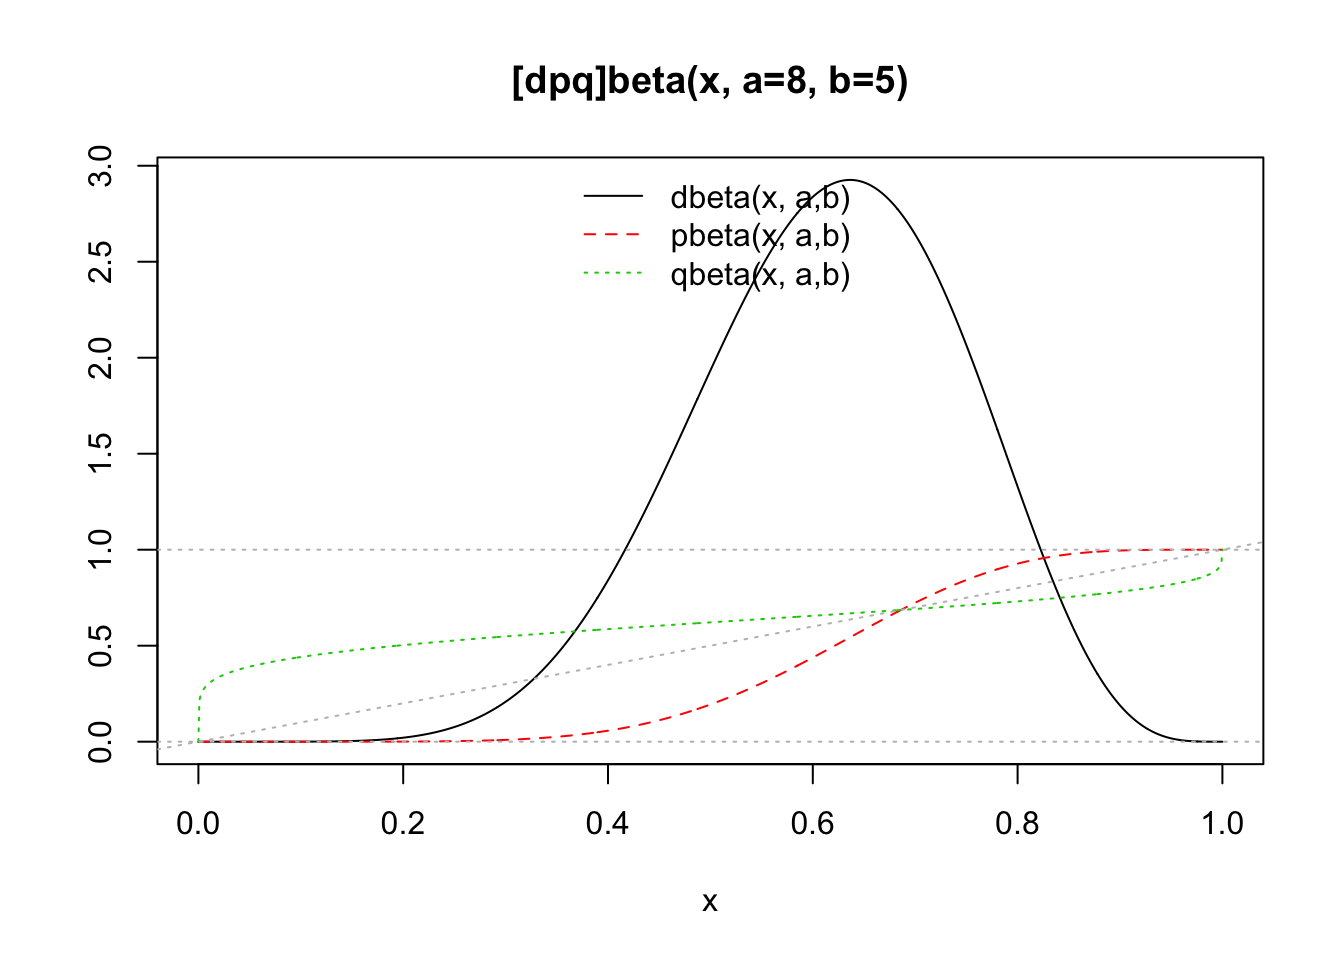 [dpq]beta(x, a=8, b=5)
dbeta(x, a,b)
pbeta(x, a,b)
qbeta(x, a,b)
3.0
2.5
2.0
1.5
1.0
0.5
0.0
0.0 0.2 0.4 0.6 0.8 1.0
x